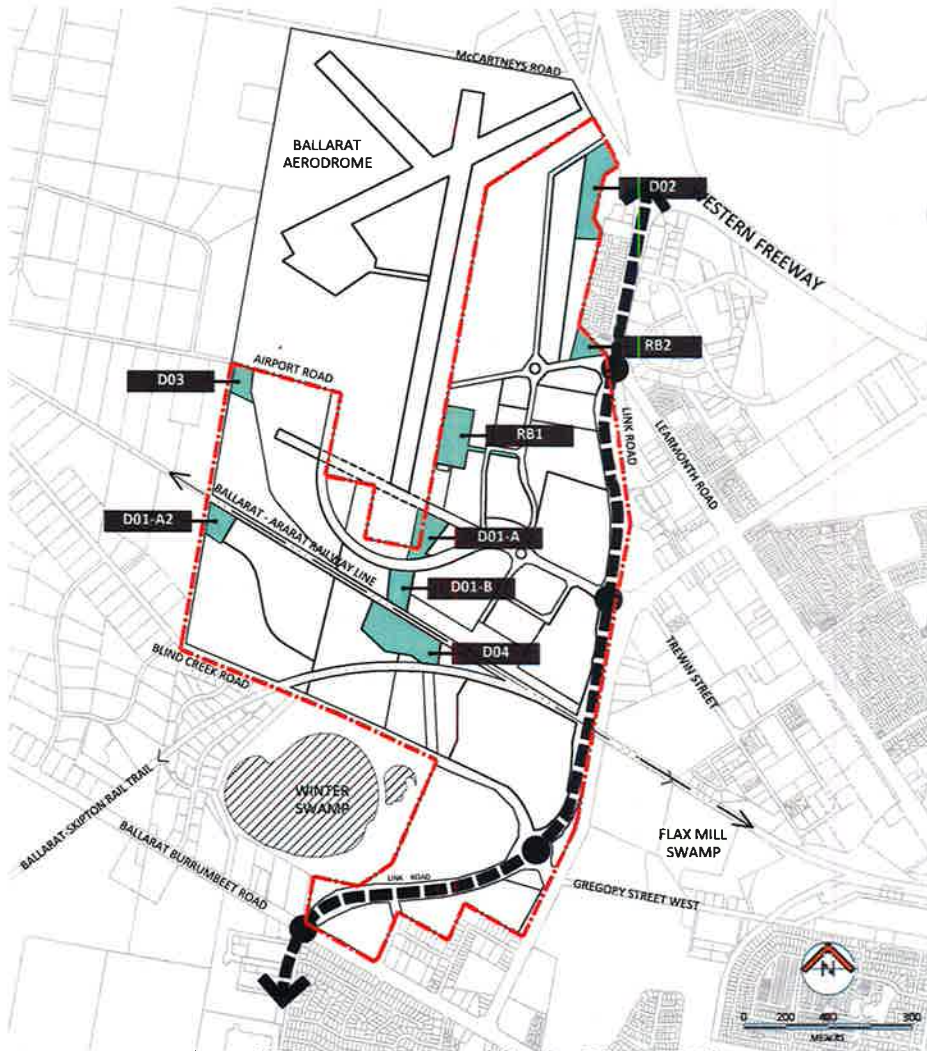 McCARTNEYS ROAD
BALLARAT
AERODROME
D02
WESTERN FREEWAY
RB2
AIRPORT ROAD
D03
LINK ROAD
RB1
LEARMONTH ROAD
BALLARAT - ARARAT RAILWAY LINE
D01-A2
D01-A
D01-B
D04
BLIND CREEK ROAD
TREWIN STREET
WINTER
SWAMP
BALLARAT-SKIPTON RAIL TRAIL
FLAX MILL
SWAMP
BALLARAT BURRUMBEET ROAD
LINK ROAD
GREGORY STREET WEST
N
0 200 400 800
METRES